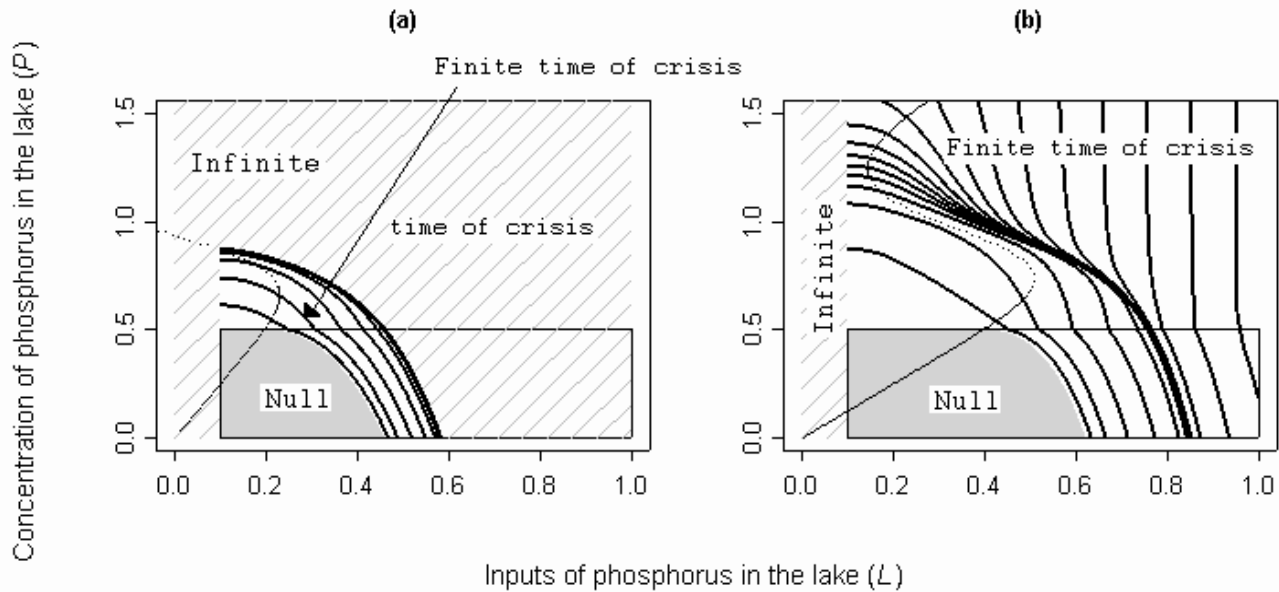 (a)
(b)
Finite time of crisis
Concentration of phosphorus in the lake (P)
1.5
1.0
0.5
0.0
Infinite
time of crisis
Null
0.0 0.2 0.4 0.6 0.8 1.0
1.5
1.0
0.5
0.0
Finite time of crisis
Infinite
Null
0.0 0.2 0.4 0.6 0.8 1.0
Inputs of phosphorus in the lake (L)